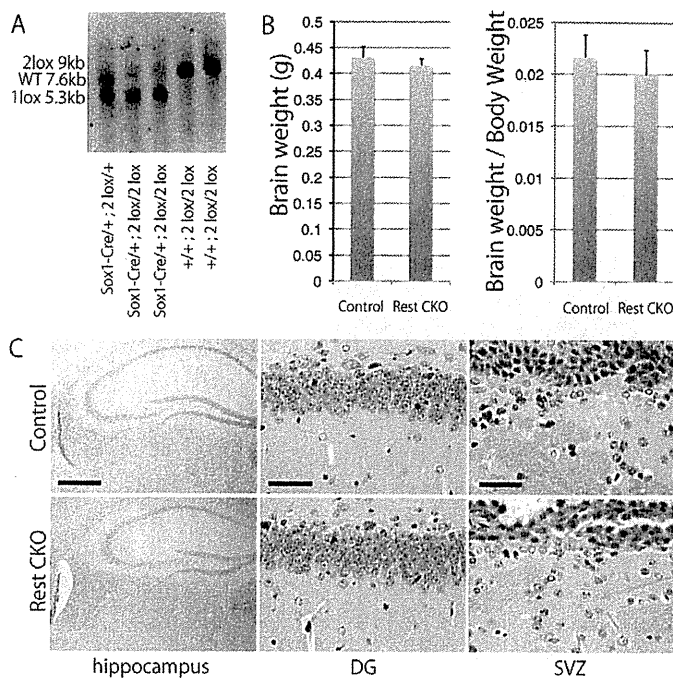 A
2lox 9kb
WT 7.6kb
1lox 5.3kb
Sox1-Cre/+ ; 2 lox/+
Sox1-Cre/+ ; 2 lox/2 lox
Sox1-Cre/+ ; 2 lox/2 lox
+/+ ; 2 lox/2 lox
+/+ ; 2 lox/2 lox
B
Brain weight (g)
0.5
0.45
0.4
0.35
0.3
0.25
0.2
0.15
0.1
0.05
0
Control Rest CKO
Brain weight / Body Weight
0.025
0.02
0.015
0.01
0.005
0
Control Rest CKO
C
Control
Rest CKO
hippocampus DG SVZ